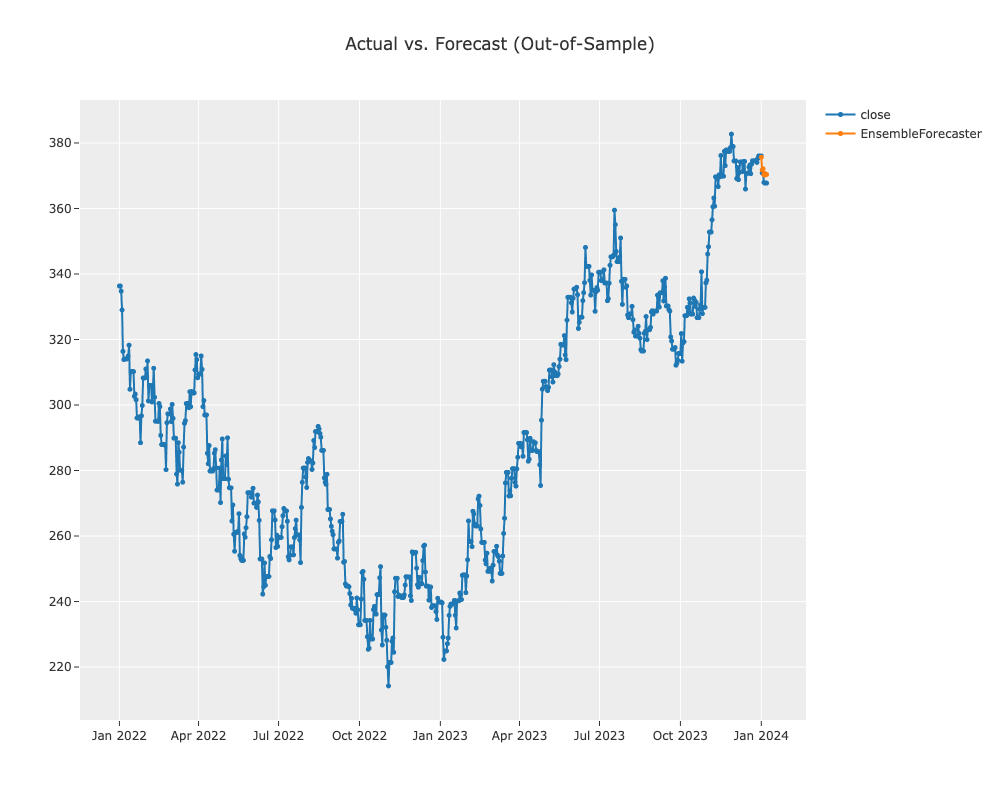 Actual vs. Forecast (Out-of-Sample)
close
EnsembleForecaster
380
360
340
320
300
280
260
240
220
Jan 2022
Apr 2022
Jul 2022
Oct 2022
Jan 2023
Apr 2023
Jul 2023
Oct 2023
Jan 2024